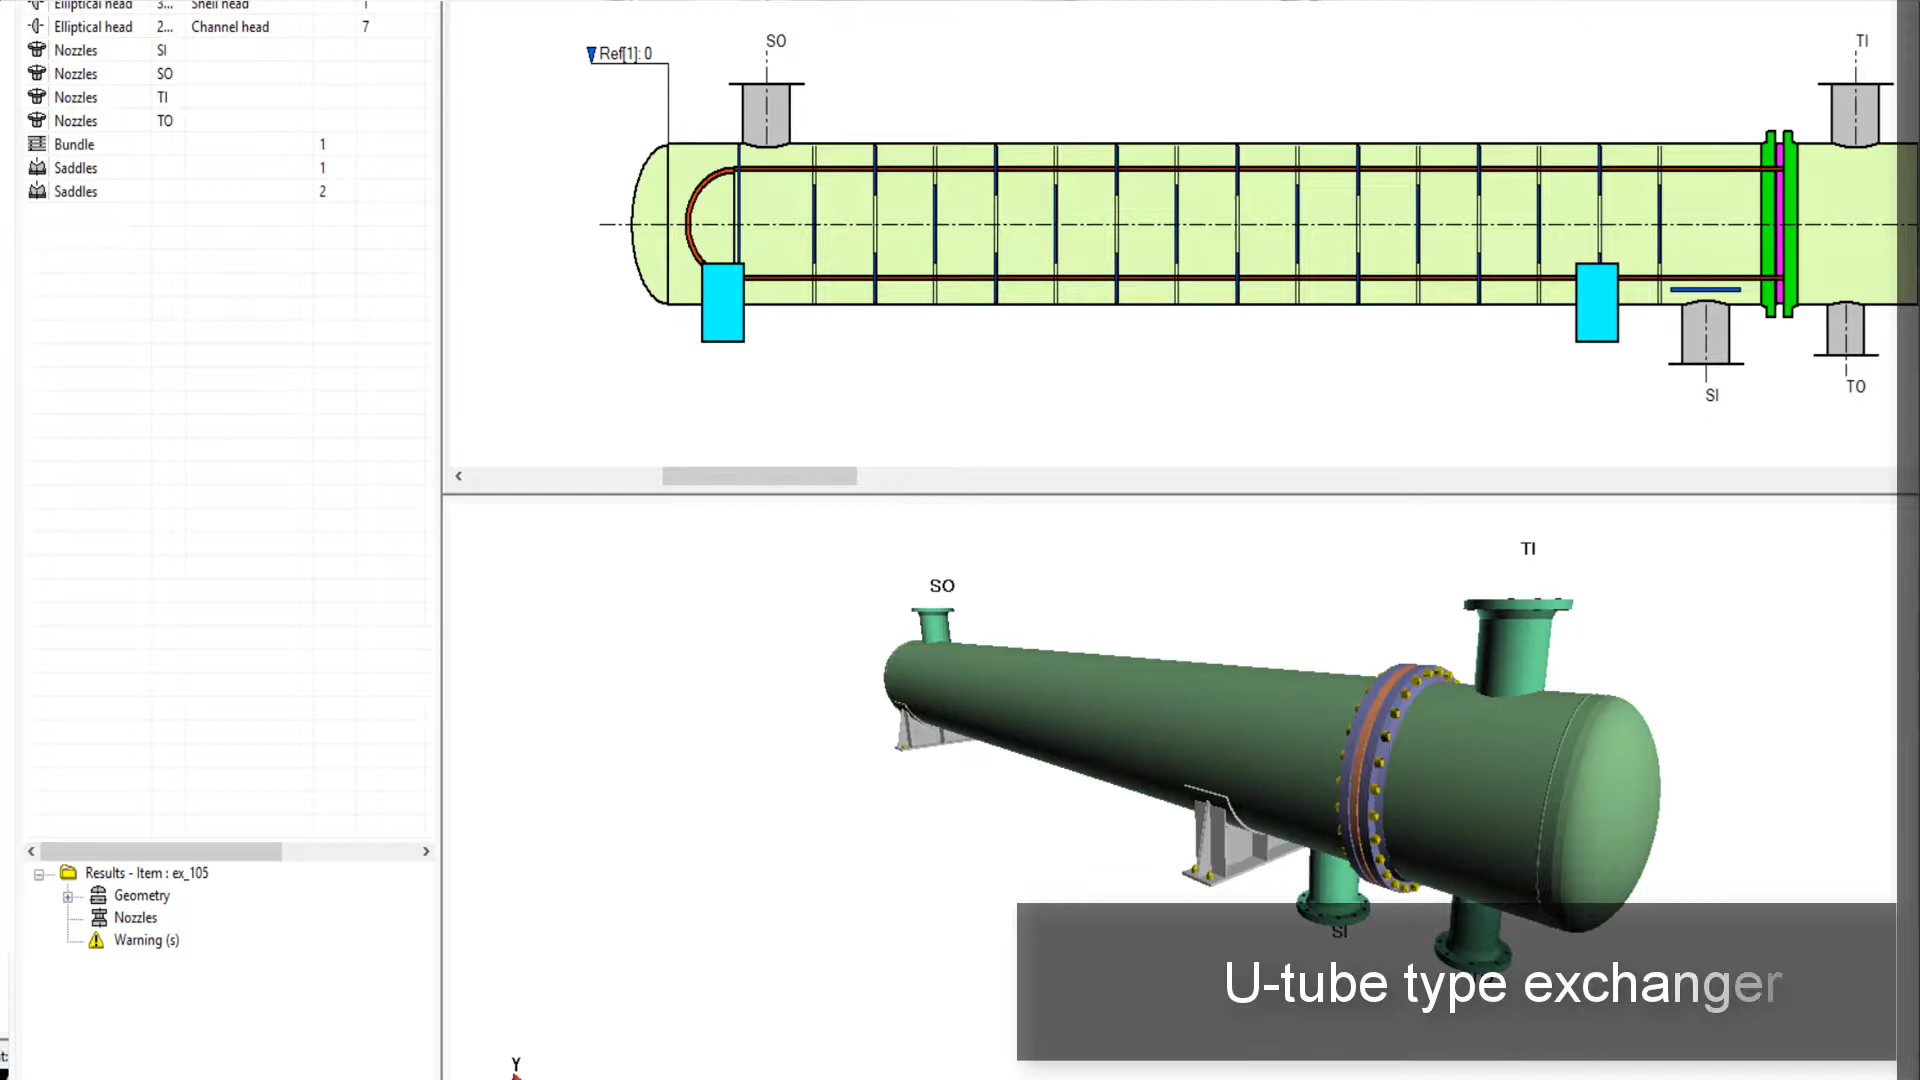 Elliptical head 3... Shell head 1
Elliptical head 2... Channel head 7
Nozzles SI
Nozzles SO
Nozzles TI
Nozzles TO
Bundle 1
Saddles 1
Saddles 2
Ref[1]: 0
SO
TI
SI
TO
Results - Item : ex_105
Geometry
Nozzles
Warning (s)
SO
TI
SI
U-tube type exchanger
Y